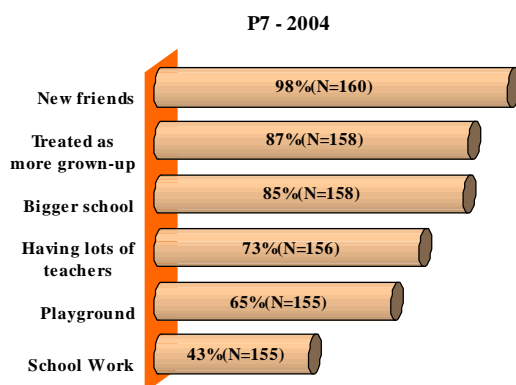 P7 - 2004
New friends
98%(N=160)
Treated as
more grown-up
87%(N=158)
Bigger school
85%(N=158)
Having lots of
teachers
73%(N=156)
Playground
65%(N=155)
School Work
43%(N=155)